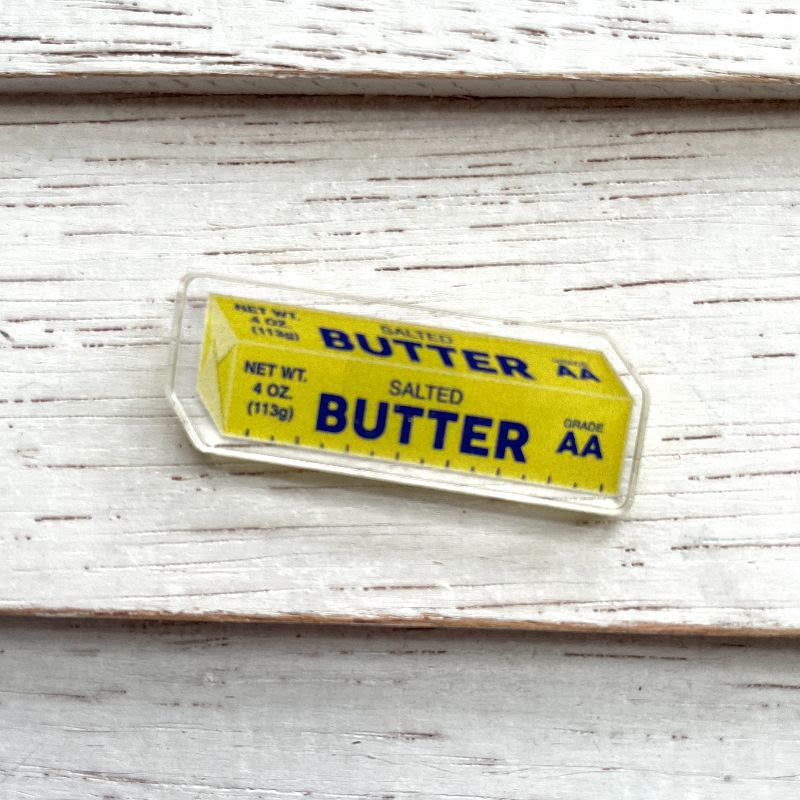 NET WT.
4 OZ.
(113g)
SALTED
BUTTER
GRADE
AA
NET WT.
4 OZ.
(113g)
SALTED
BUTTER
GRADE
AA